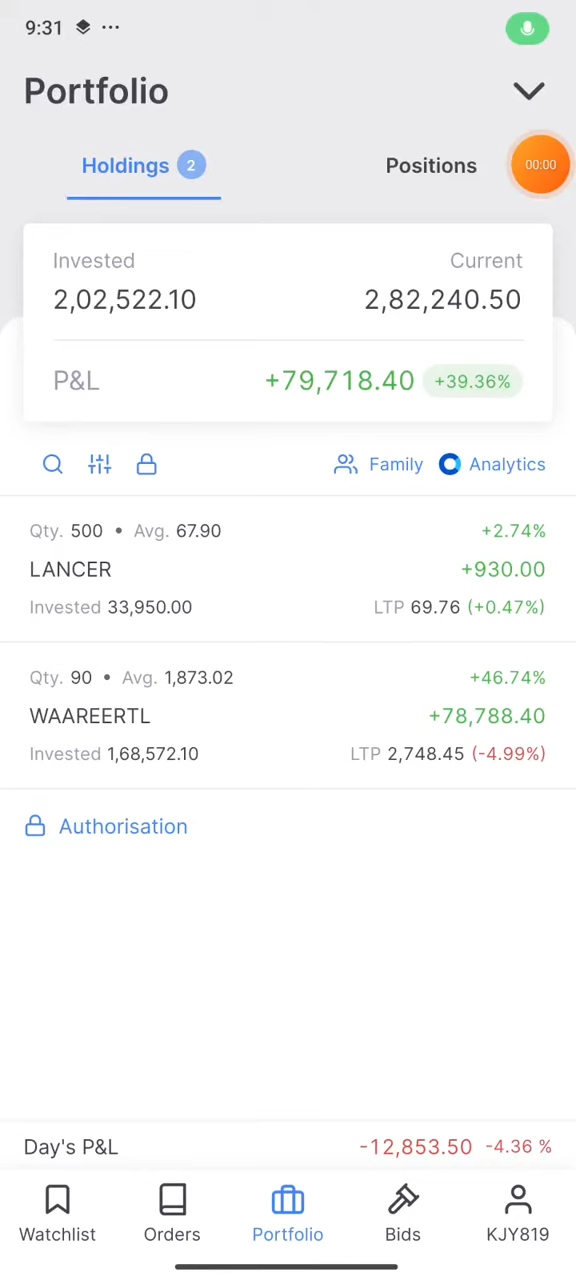 9:31
Portfolio
Holdings 2 Positions 00:00
Invested Current
2,02,522.10 2,82,240.50
P&L +79,718.40 +39.36%
Family Analytics
Qty. 500 • Avg. 67.90 +2.74%
LANCER +930.00
Invested 33,950.00 LTP 69.76 (+0.47%)
Qty. 90 • Avg. 1,873.02 +46.74%
WAAREERTL +78,788.40
Invested 1,68,572.10 LTP 2,748.45 (-4.99%)
Authorisation
Day's P&L -12,853.50 -4.36 %
Watchlist Orders Portfolio Bids KJY819